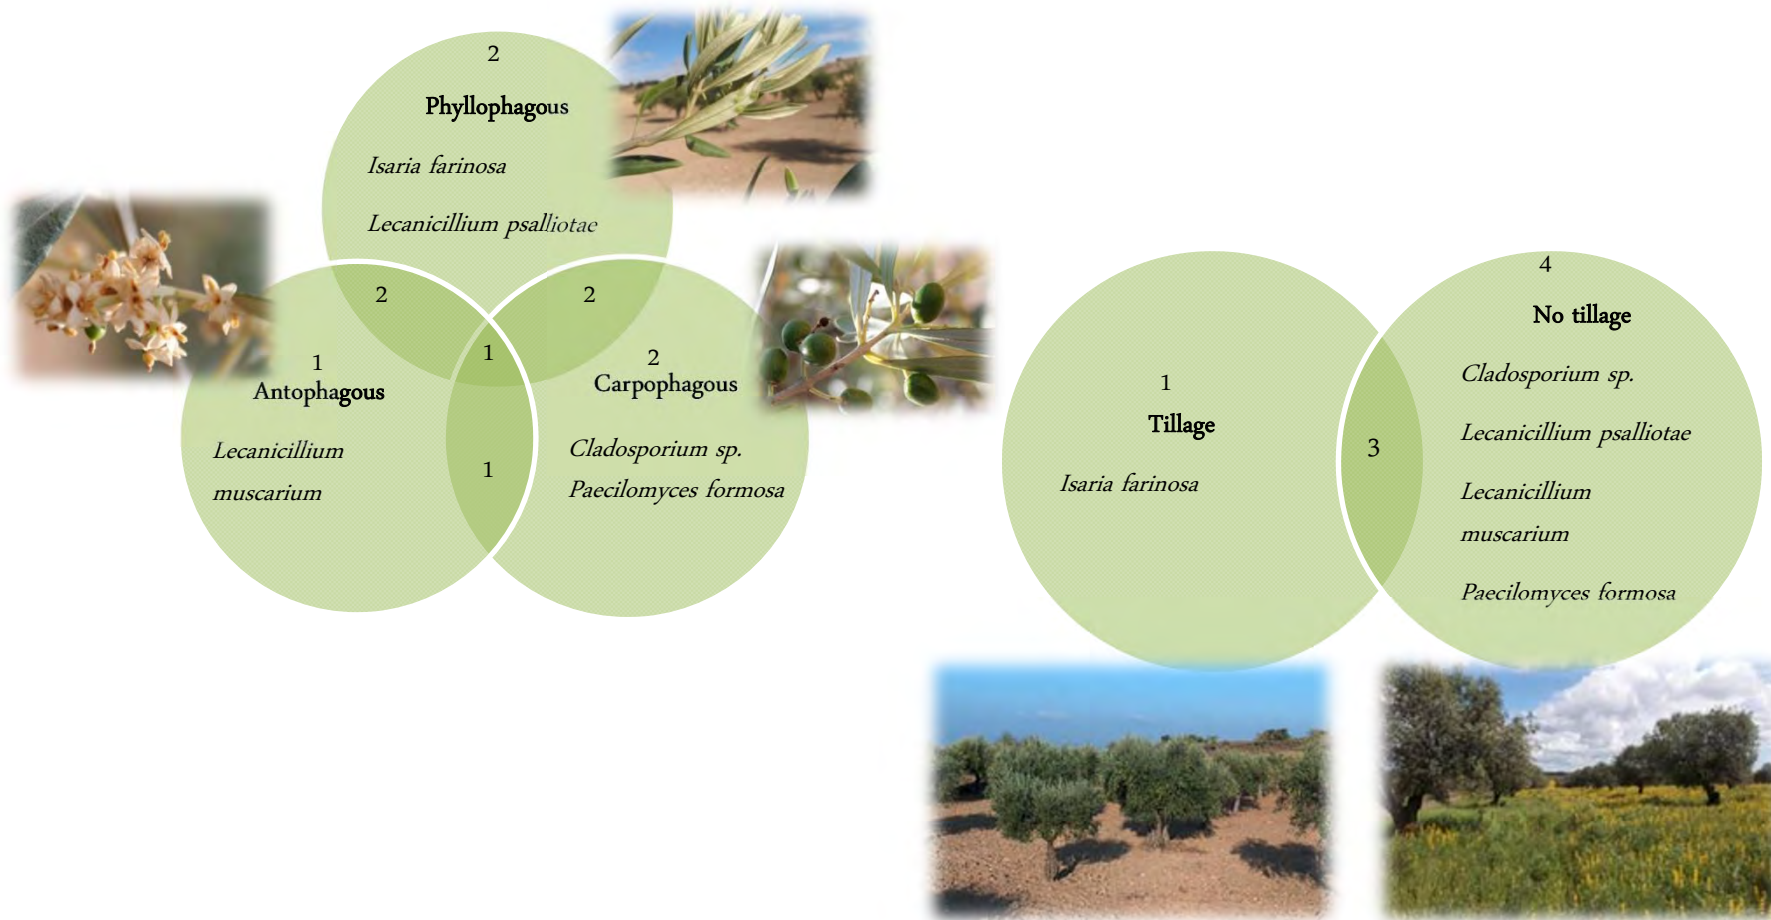 2
Phyllophagous
Isaria farinosa
Lecanicillium psalliotae
2
2
1
1
Antophagous
Lecanicillium
muscarium
2
Carpophagous
Cladosporium sp.
Paecilomyces formosa
1
1
Tillage
Isaria farinosa
3
4
No tillage
Cladosporium sp.
Lecanicillium psalliotae
Lecanicillium
muscarium
Paecilomyces formosa